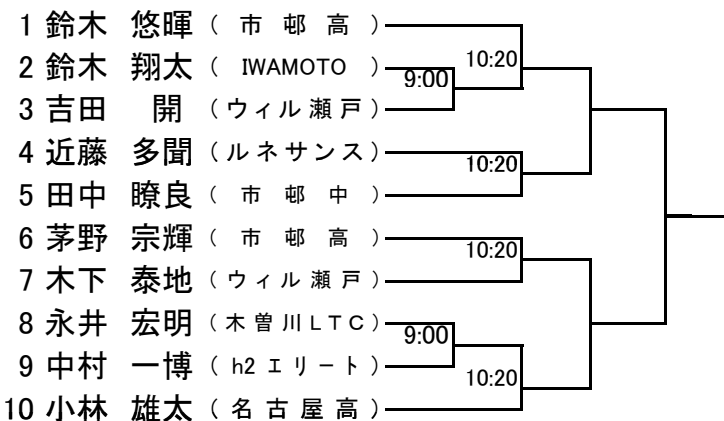 1 鈴木 悠暉 ( 市 邨 高 )
10:20
2 鈴木 翔太 ( IWAMOTO )
9:00
3 吉田 開 (ウィル瀬戸)
4 近藤 多聞 (ルネサンス)
10:20
5 田中 瞭良 ( 市 邨 中 )
6 茅野 宗輝 ( 市 邨 高 )
10:20
7 木下 泰地 (ウィル瀬戸)
8 永井 宏明 (木曽川LTC)
9:00
9 中村 一博 ( h2エリート )
10:20
10 小林 雄太 ( 名 古 屋 高 )